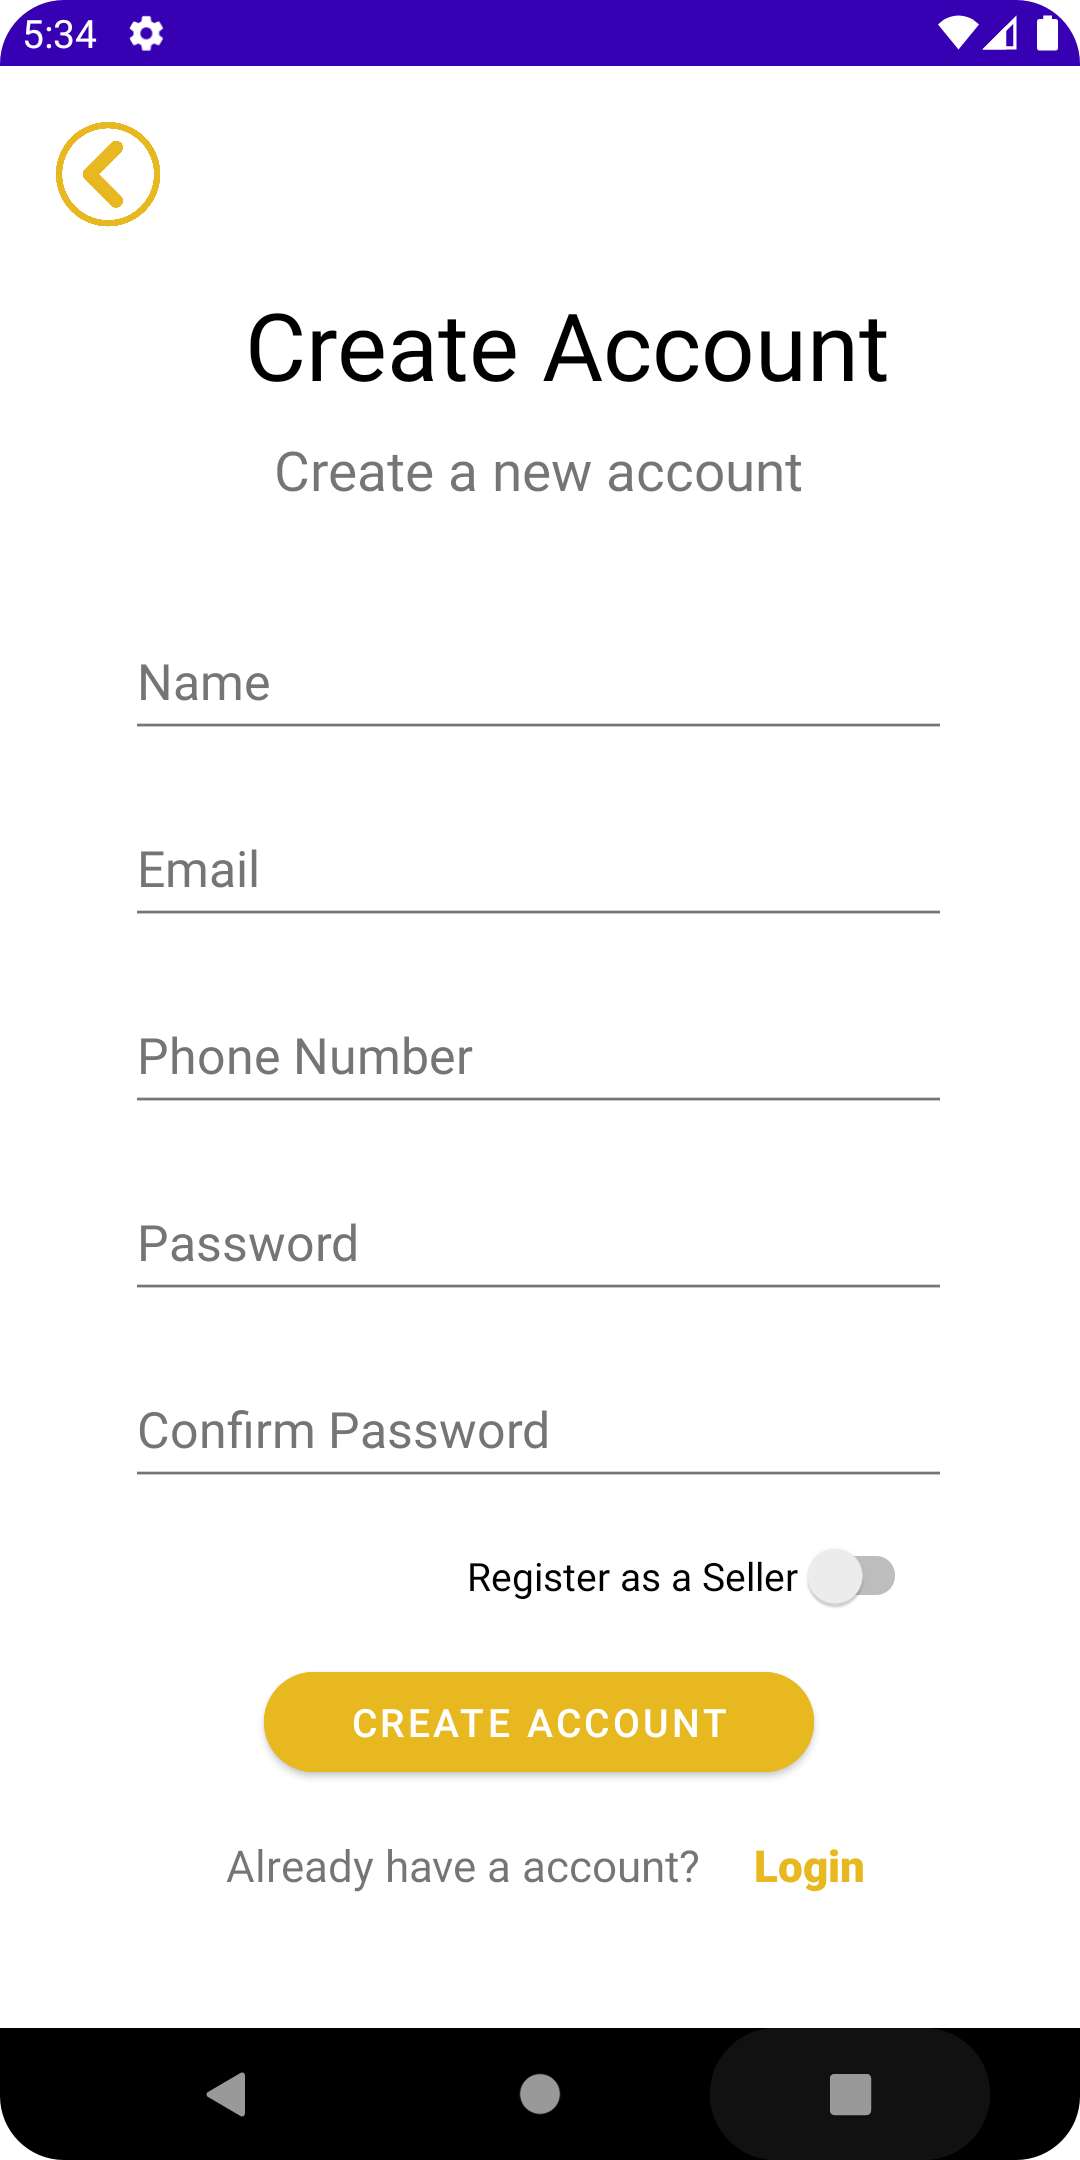 5:34
Create Account
Create a new account
Name
Email
Phone Number
Password
Confirm Password
Register as a Seller
CREATE ACCOUNT
Already have a account? Login